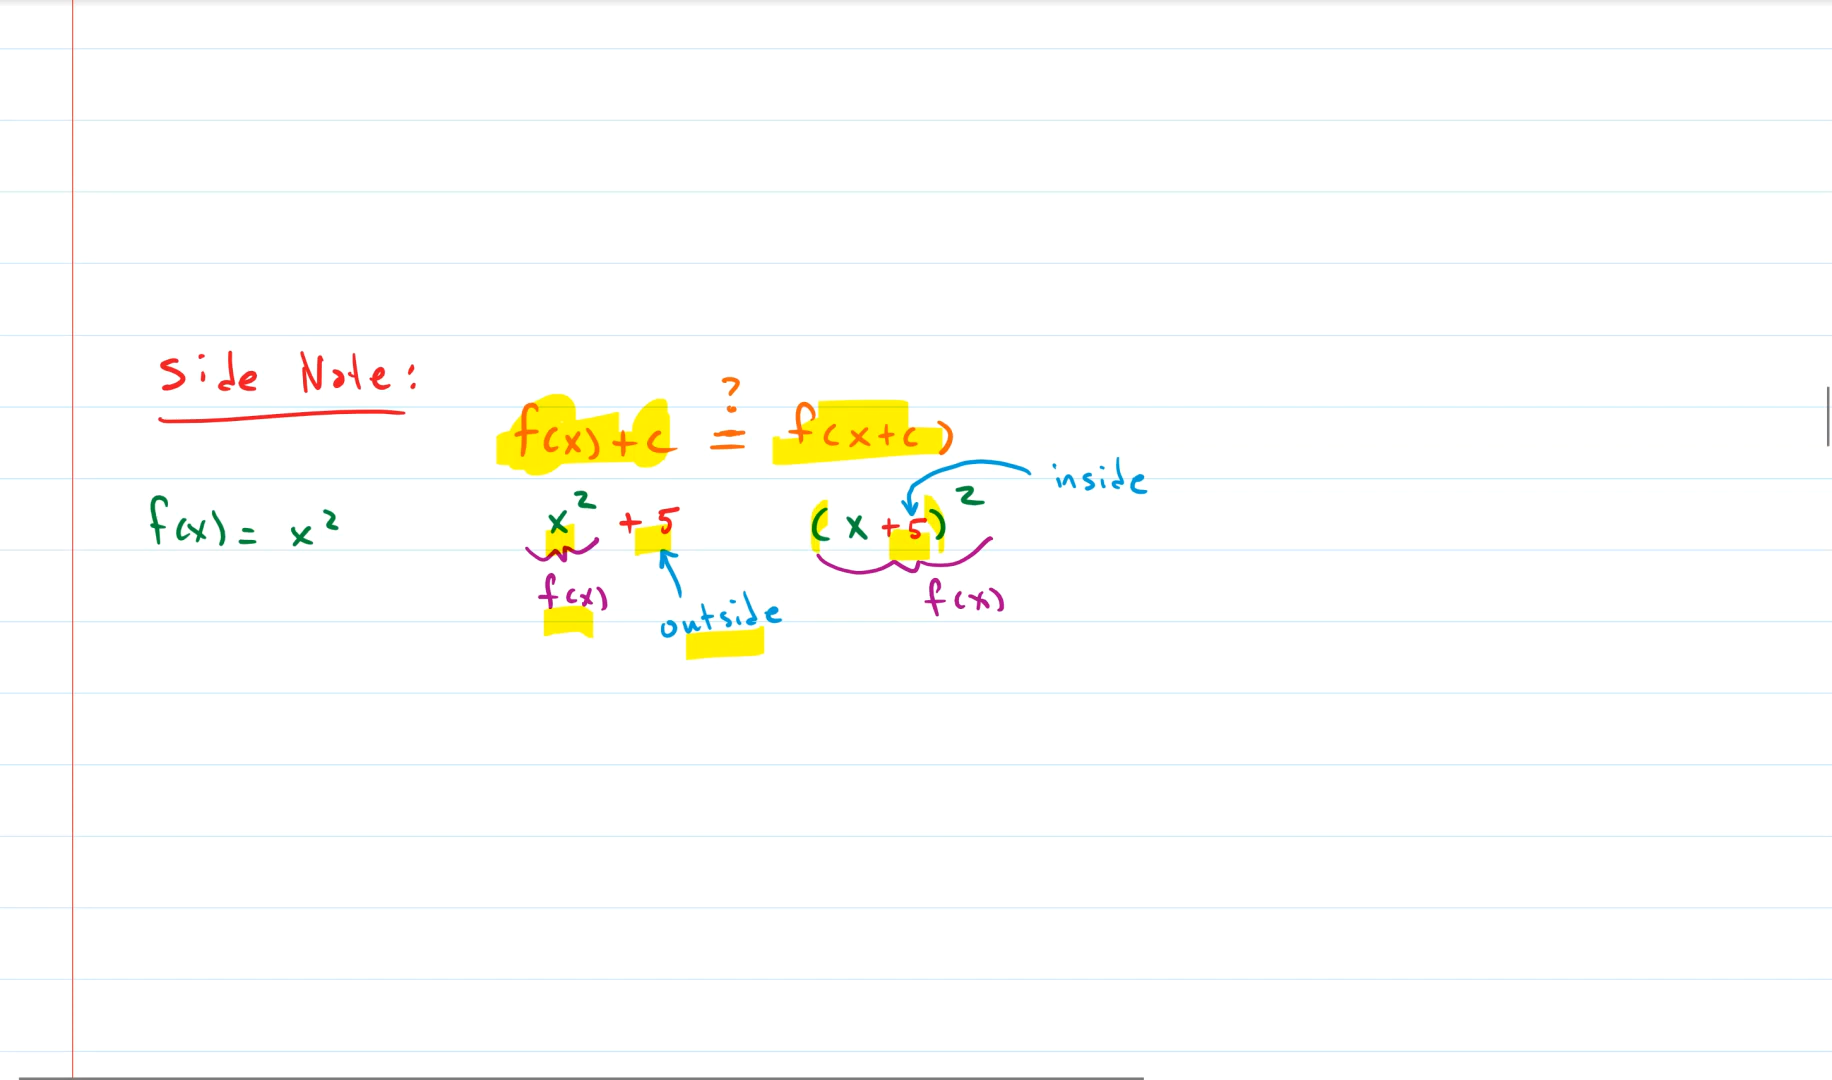 Side Note:
f(x)+c ?= f(x+c)
inside
f(x) = x² x² + 5 (x +5)²
f(x) f(x)
outside